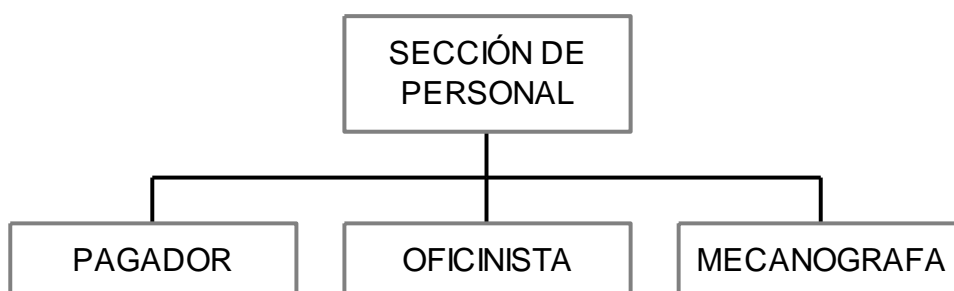 SECCIÓN DE
PERSONAL
PAGADOR
OFICINISTA
MECANOGRAFA